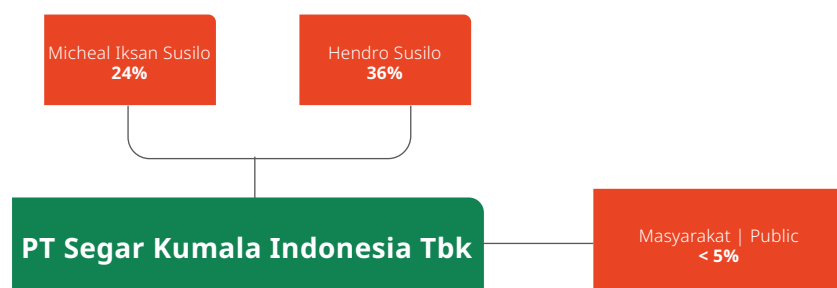 Micheal Iksan Susilo
24%
Hendro Susilo
36%
PT Segar Kumala Indonesia Tbk
Masyarakat | Public
< 5%